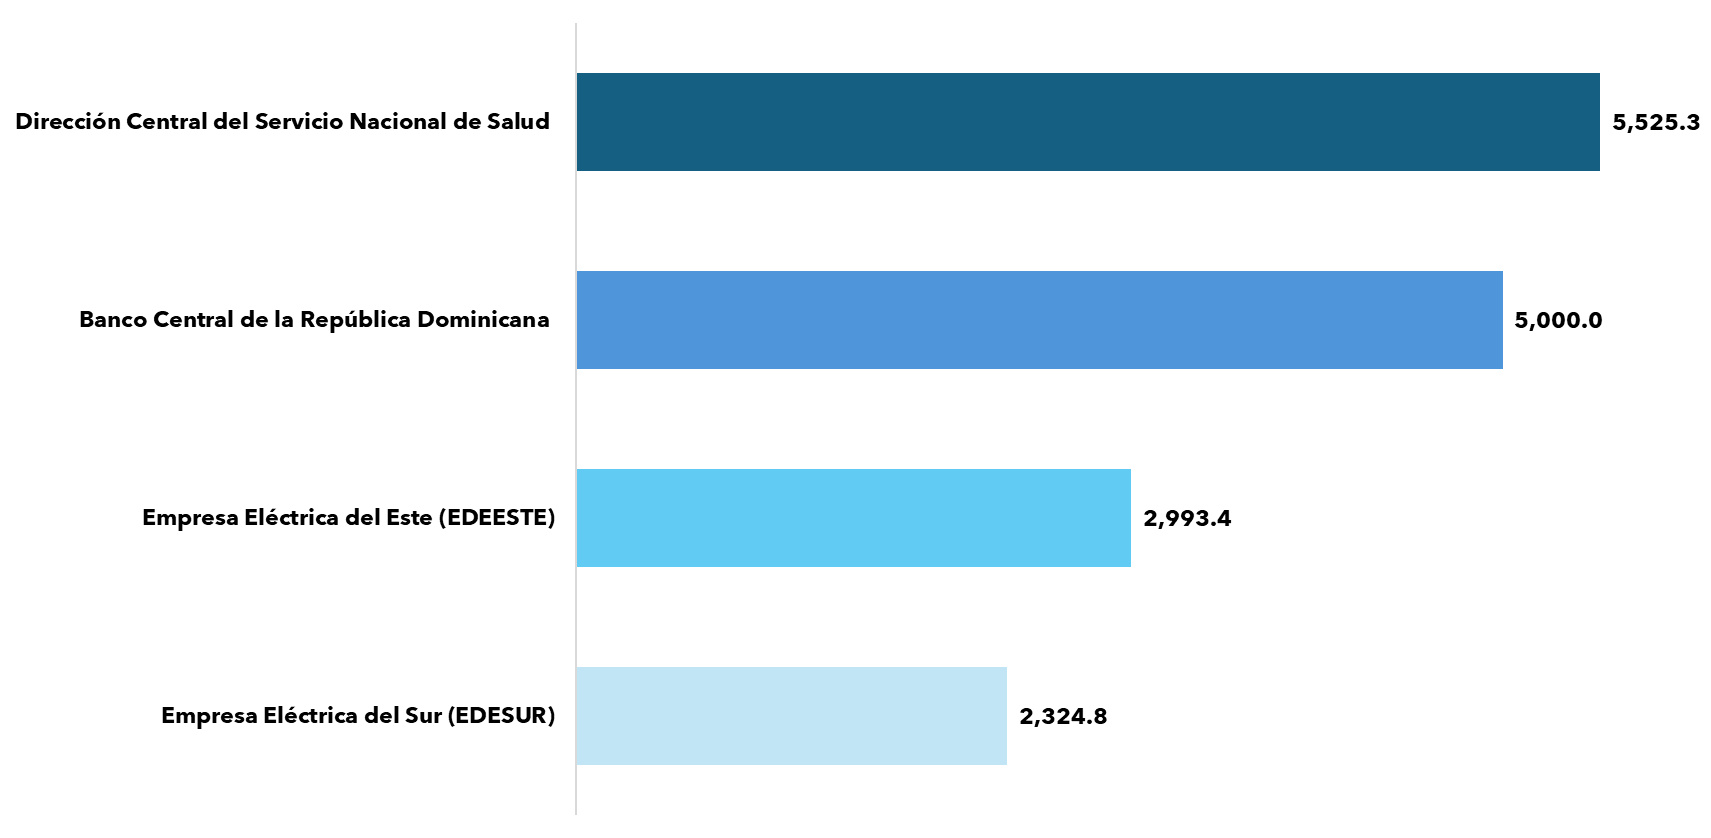 Dirección Central del Servicio Nacional de Salud 5,525.3
Banco Central de la República Dominicana 5,000.0
Empresa Eléctrica del Este (EDEESTE) 2,993.4
Empresa Eléctrica del Sur (EDESUR) 2,324.8